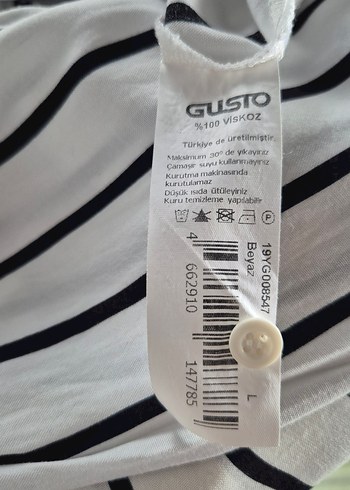 GUSTO
%100 VİSKOZ
Türkiye de üretilmiştir.
Maksimum 30° de yıkayınız
Çamaşır suyu kullanmayınız
Kurutma makinasında
kurutulamaz
Düşük ısıda ütüleyiniz
Kuru temizleme yapılabilir
P
19YG008547
Beyaz
L
4 662910 147785